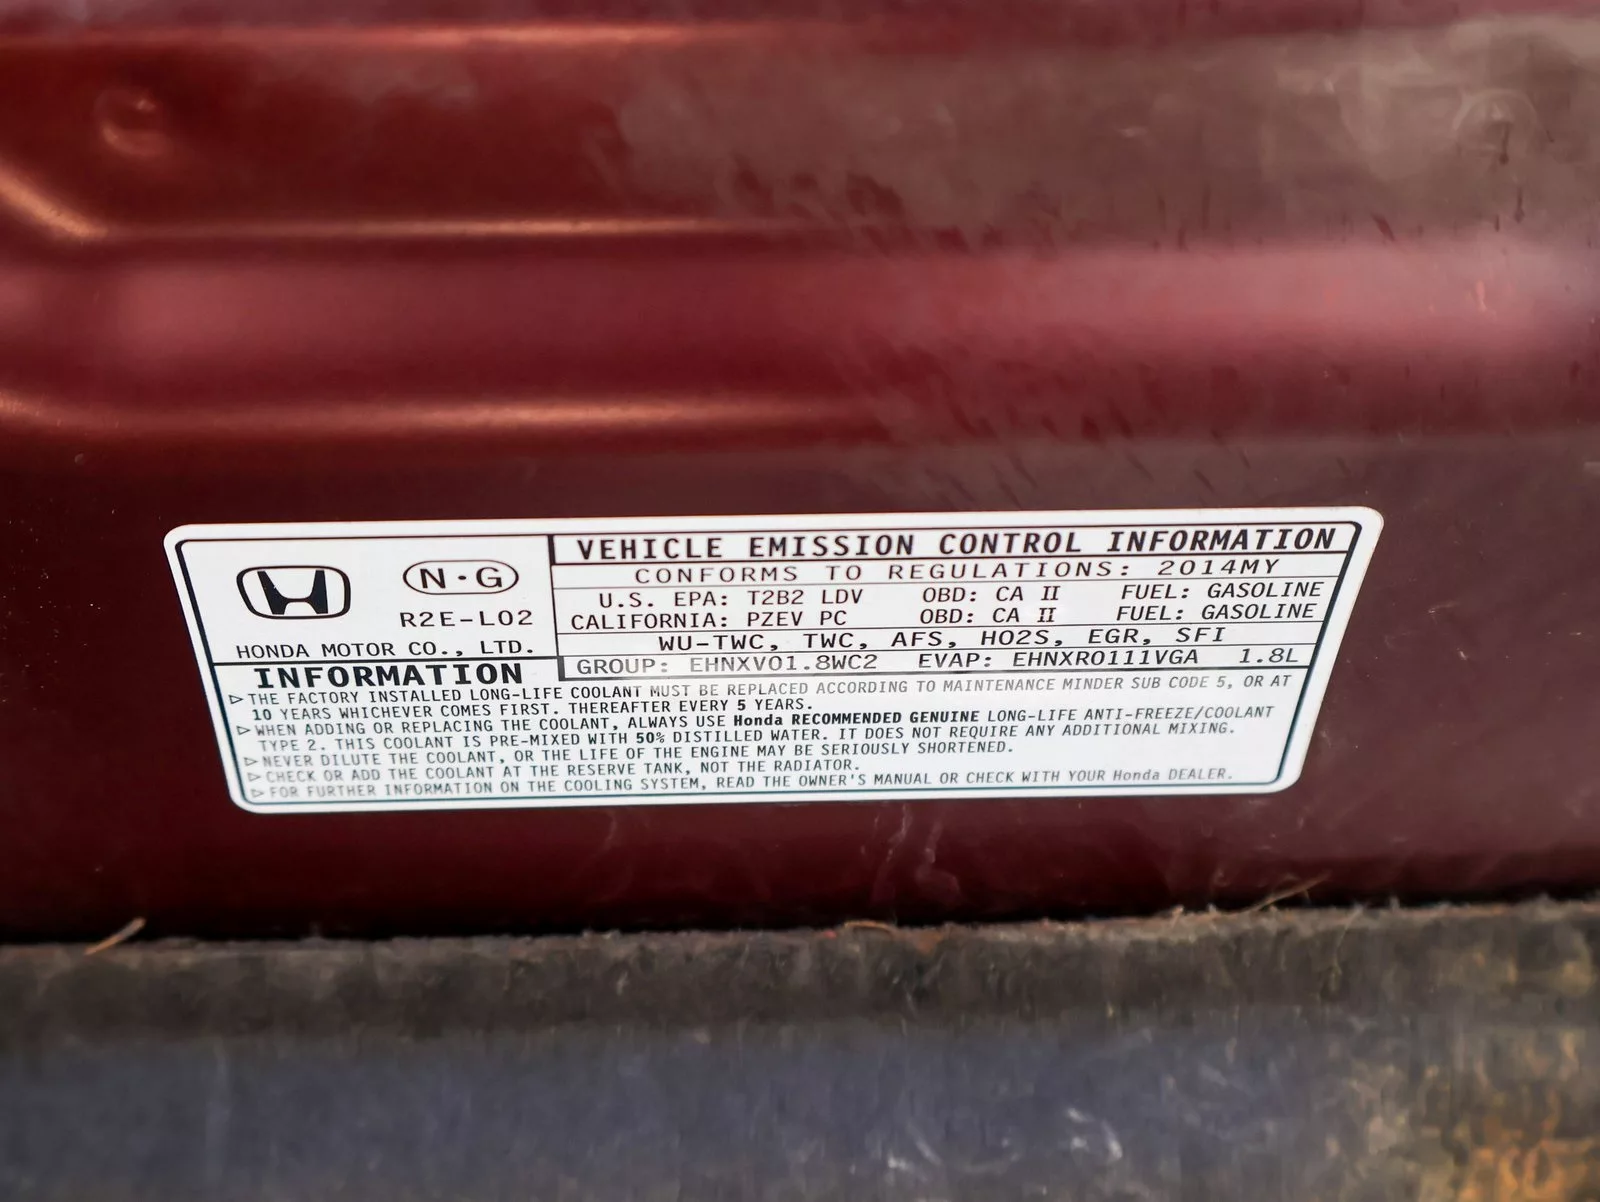 N·G
R2E-L02
HONDA MOTOR CO., LTD.
VEHICLE EMISSION CONTROL INFORMATION
CONFORMS TO REGULATIONS: 2014MY
U.S. EPA: T2B2 LDV OBD: CA II FUEL: GASOLINE
CALIFORNIA: PZEV PC OBD: CA II FUEL: GASOLINE
WU-TWC, TWC, AFS, HO2S, EGR, SFI
GROUP: EHNXV01.8WC2 EVAP: EHNXR0111VGA 1.8L
INFORMATION
▷ THE FACTORY INSTALLED LONG-LIFE COOLANT MUST BE REPLACED ACCORDING TO MAINTENANCE MINDER SUB CODE 5, OR AT
10 YEARS WHICHEVER COMES FIRST. THEREAFTER EVERY 5 YEARS.
▷ WHEN ADDING OR REPLACING THE COOLANT, ALWAYS USE Honda RECOMMENDED GENUINE LONG-LIFE ANTI-FREEZE/COOLANT
TYPE 2. THIS COOLANT IS PRE-MIXED WITH 50% DISTILLED WATER. IT DOES NOT REQUIRE ANY ADDITIONAL MIXING.
▷ NEVER DILUTE THE COOLANT, OR THE LIFE OF THE ENGINE MAY BE SERIOUSLY SHORTENED.
▷ CHECK OR ADD THE COOLANT AT THE RESERVE TANK, NOT THE RADIATOR.
▷ FOR FURTHER INFORMATION ON THE COOLING SYSTEM, READ THE OWNER'S MANUAL OR CHECK WITH YOUR Honda DEALER.